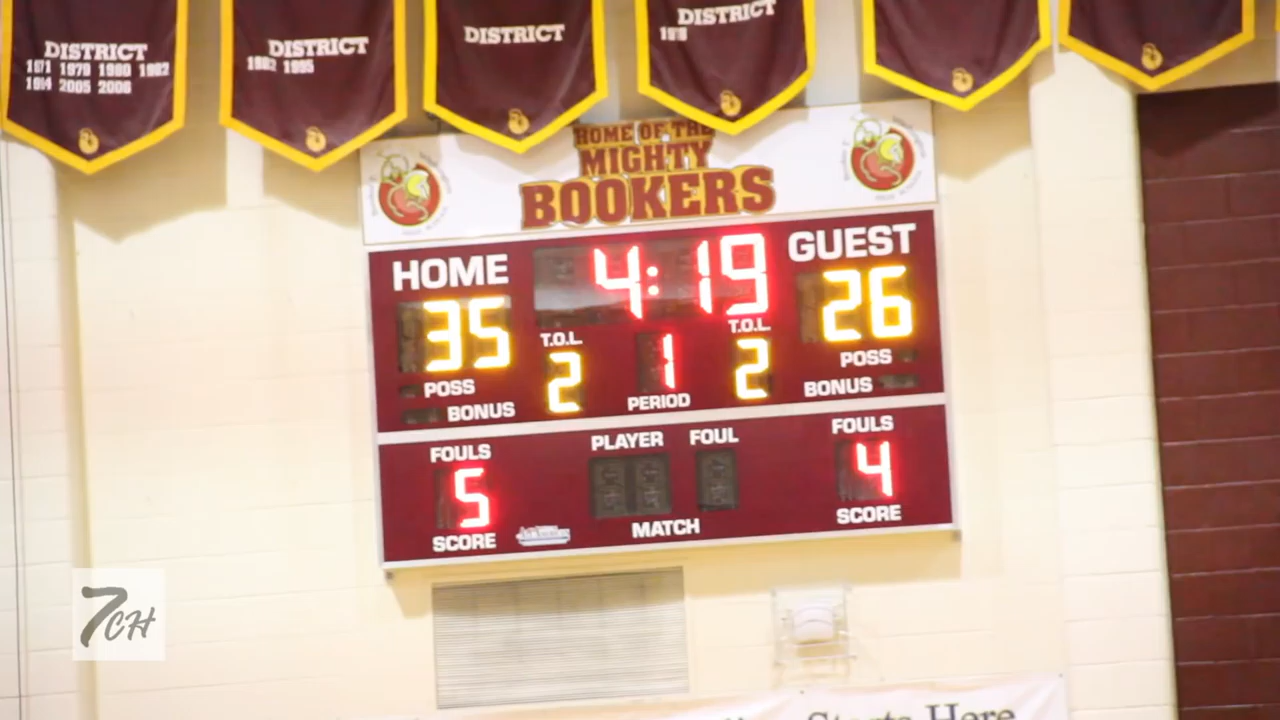 DISTRICT
1971 1979 1980 1982
2005 2006
DISTRICT
1982 1995
DISTRICT
DISTRICT
HOME OF THE
MIGHTY
BOOKERS
HOME 4:19 GUEST
35 26
T.O.L. T.O.L.
2 1 2
POSS POSS
BONUS PERIOD BONUS
FOULS PLAYER FOUL FOULS
5 4
SCORE MATCH SCORE
7CH
Starts Here